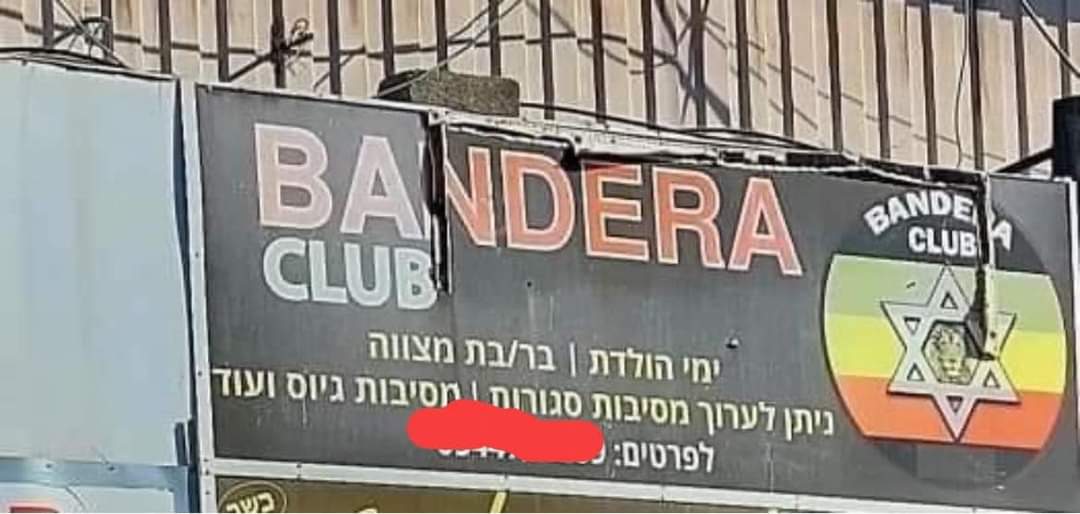 BANDERA
CLUB
BANDERA
CLUB
ימי הולדת | בר/בת מצווה
ניתן לערוך מסיבות סגורות | מסיבות גיוס ועוד
לפרטים:
כשר